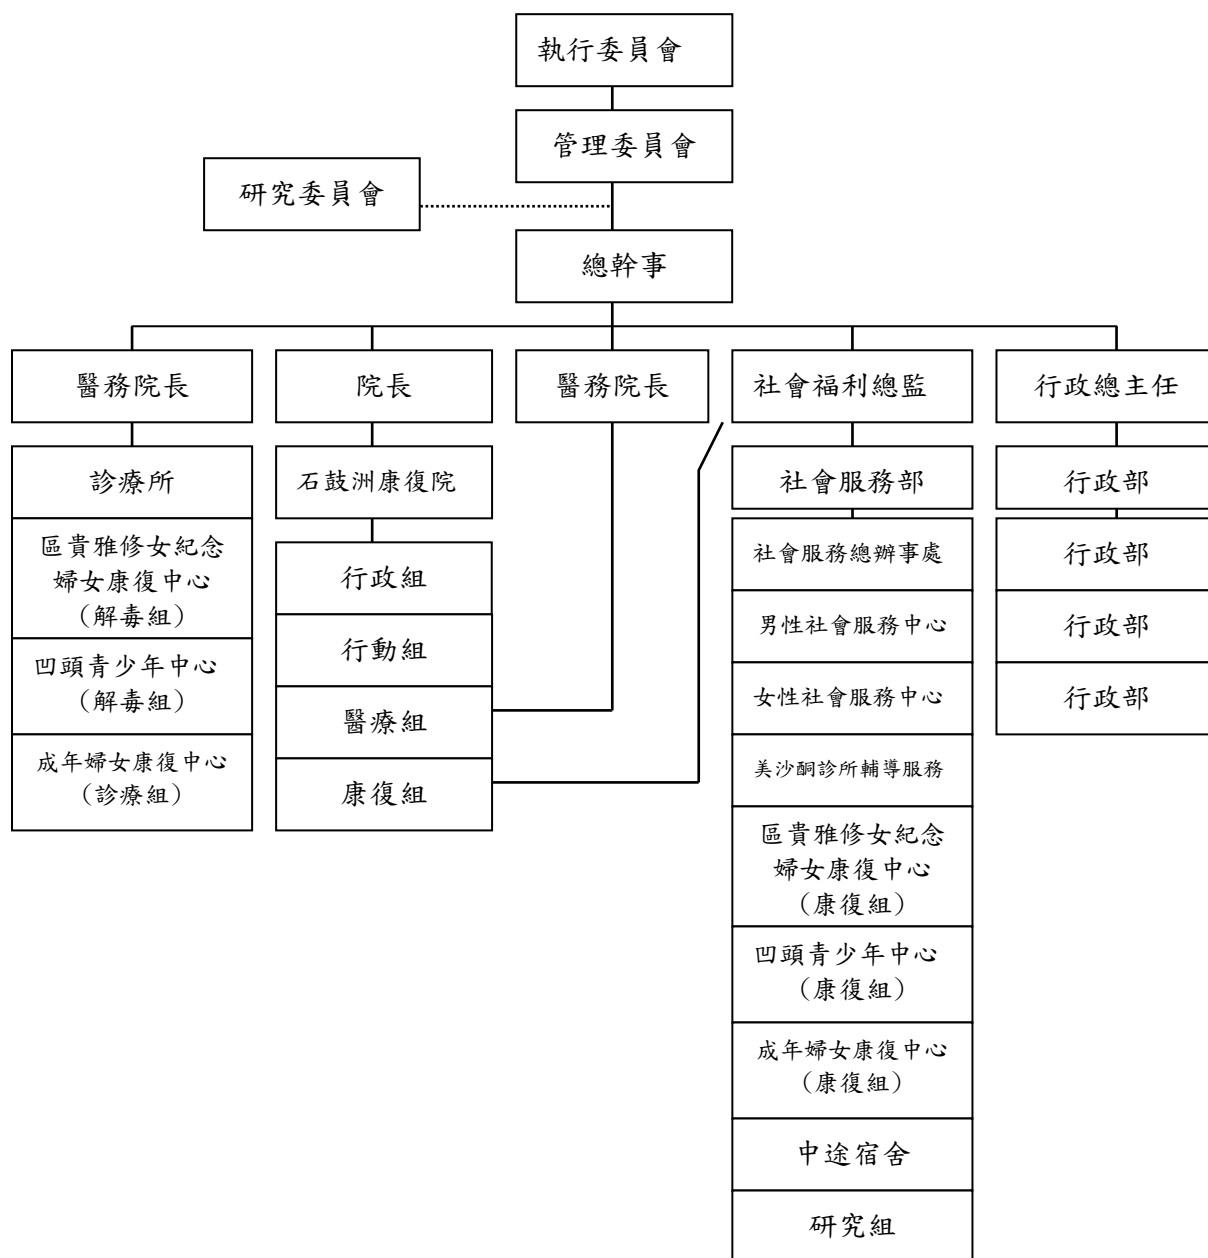 執行委員會
管理委員會
研究委員會
總幹事
醫務院長
院長
醫務院長
社會福利總監
行政總主任
診療所
石鼓洲康復院
社會服務部
行政部
區貴雅修女紀念
婦女康復中心
(解毒組)
凹頭青少年中心
(解毒組)
成年婦女康復中心
(診療組)
行政組
行動組
醫療組
康復組
社會服務總辦事處
男性社會服務中心
女性社會服務中心
美沙酮診所輔導服務
區貴雅修女紀念
婦女康復中心
(康復組)
凹頭青少年中心
(康復組)
成年婦女康復中心
(康復組)
中途宿舍
研究組
行政部
行政部
行政部